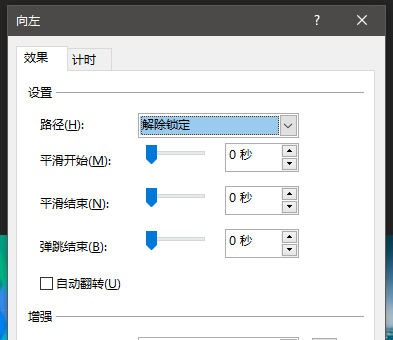 向左
效果 计时
设置
路径(H): 解除锁定
平滑开始(M): 0 秒
平滑结束(N): 0 秒
弹跳结束(B): 0 秒
自动翻转(U)
增强